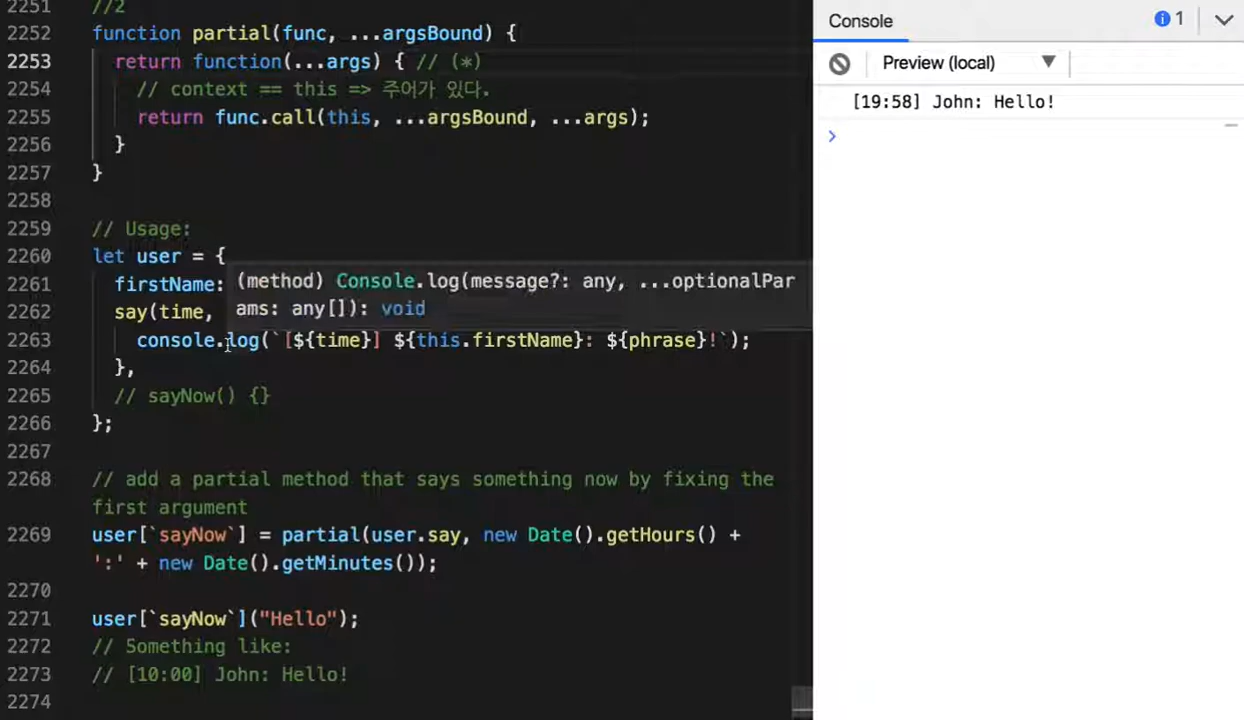 2251 //2
2252 function partial(func, ...argsBound) {
2253 return function(...args) { // (*)
2254 // context == this => 주어가 있다.
2255 return func.call(this, ...argsBound, ...args);
2256 }
2257 }
2258
2259 // Usage:
2260 let user = {
2261 firstName:
(method) Console.log(message?: any, ...optionalPar
ams: any[]): void
2262 say(time,
2263 console.log(`[${time}] ${this.firstName}: ${phrase}!`);
2264 },
2265 // sayNow() {}
2266 };
2267
2268 // add a partial method that says something now by fixing the
first argument
2269 user[`sayNow`] = partial(user.say, new Date().getHours() +
':' + new Date().getMinutes());
2270
2271 user[`sayNow`]("Hello");
2272 // Something like:
2273 // [10:00] John: Hello!
2274
Console
1
Preview (local)
[19:58] John: Hello!